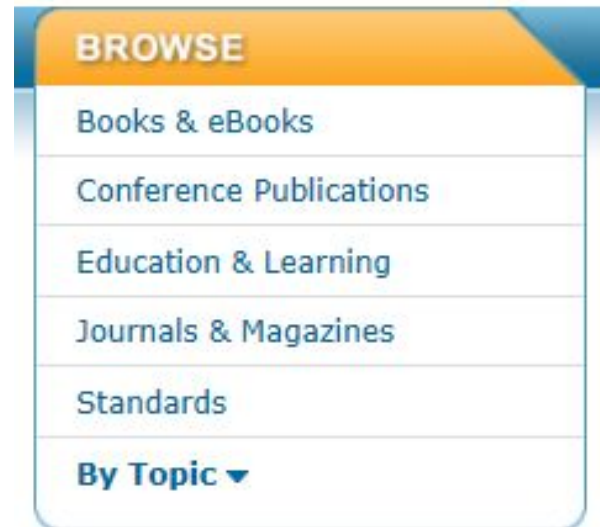 BROWSE
Books & eBooks
Conference Publications
Education & Learning
Journals & Magazines
Standards
By Topic